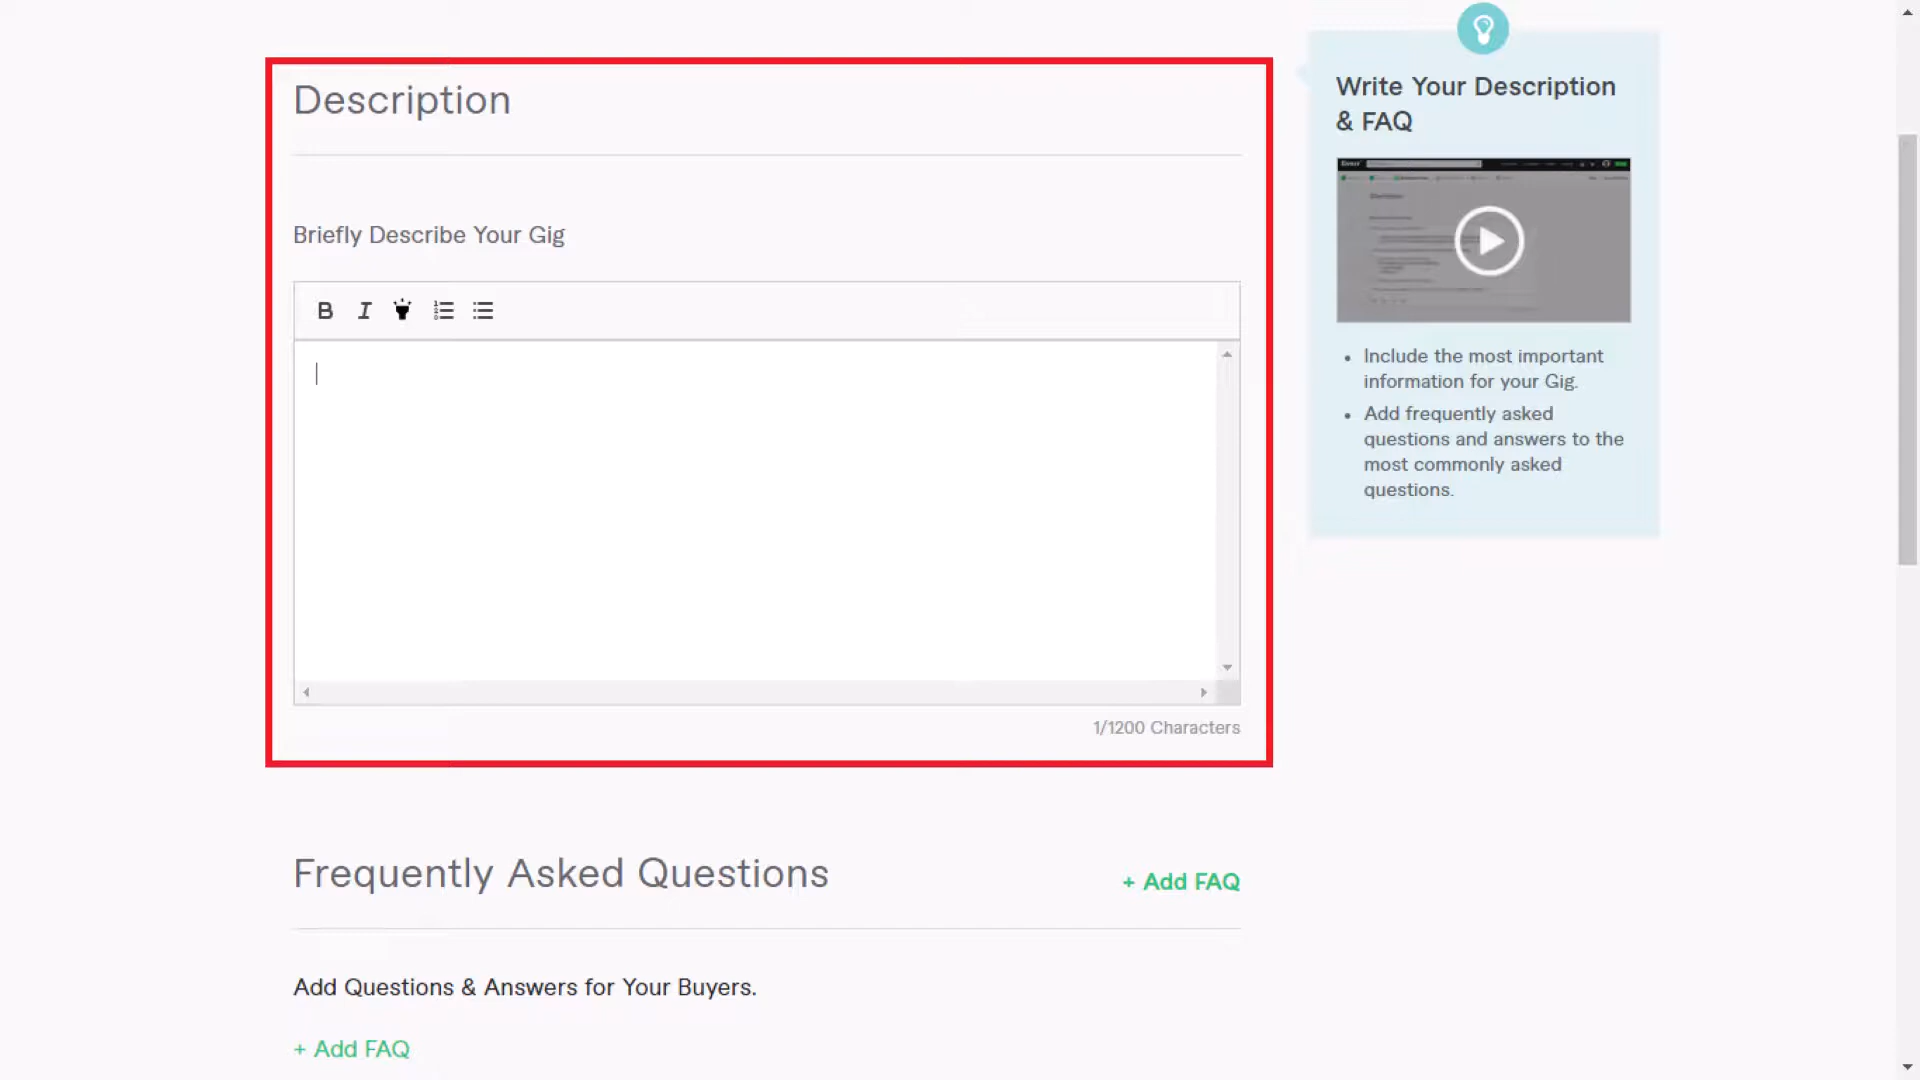 Description
Briefly Describe Your Gig
B I
1/1200 Characters
Frequently Asked Questions
+ Add FAQ
Add Questions & Answers for Your Buyers.
+ Add FAQ
Write Your Description
& FAQ
• Include the most important
information for your Gig.
• Add frequently asked
questions and answers to the
most commonly asked
questions.